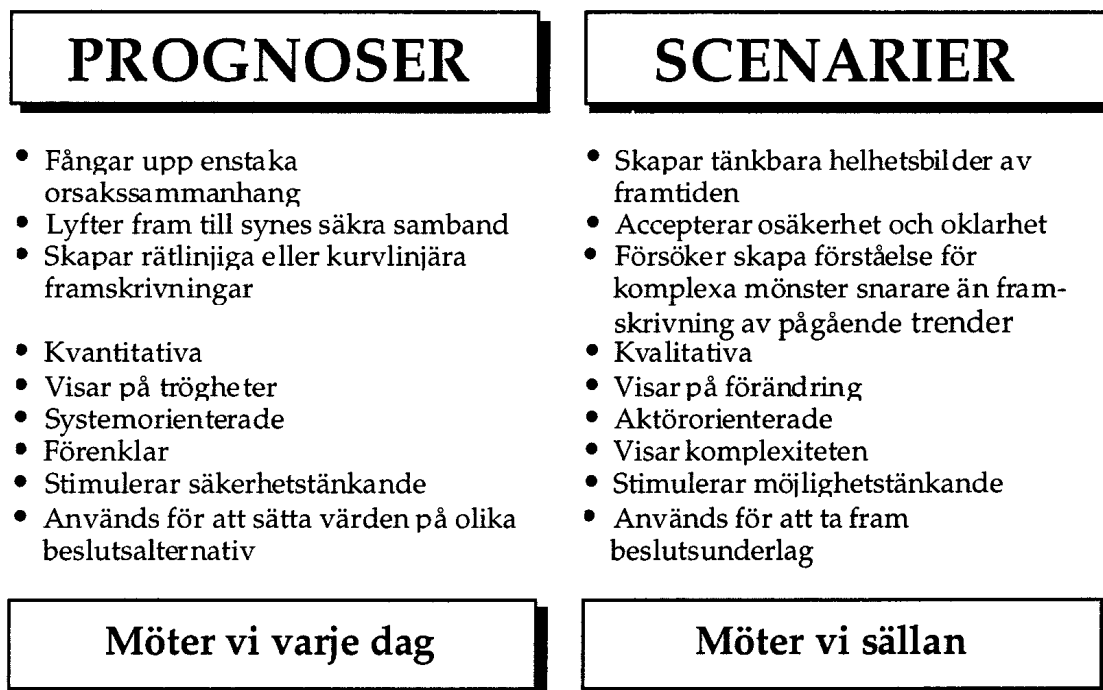 PROGNOSER
• Fångar upp enstaka
orsakssammanhang
• Lyfter fram till synes säkra samband
• Skapar rätlinjiga eller kurvlinjära
framskrivningar
• Kvantitativa
• Visar på trögheter
• Systemorienterade
• Förenklar
• Stimulerar säkerhetstänkande
• Används för att sätta värden på olika
beslutsalternativ
Möter vi varje dag
SCENARIER
• Skapar tänkbara helhetsbilder av
framtiden
• Accepterar osäkerhet och oklarhet
• Försöker skapa förståelse för
komplexa mönster snarare än fram-
skrivning av pågående trender
• Kvalitativa
• Visar på förändring
• Aktörorienterade
• Visar komplexiteten
• Stimulerar möjlighetstänkande
• Används för att ta fram
beslutsunderlag
Möter vi sällan